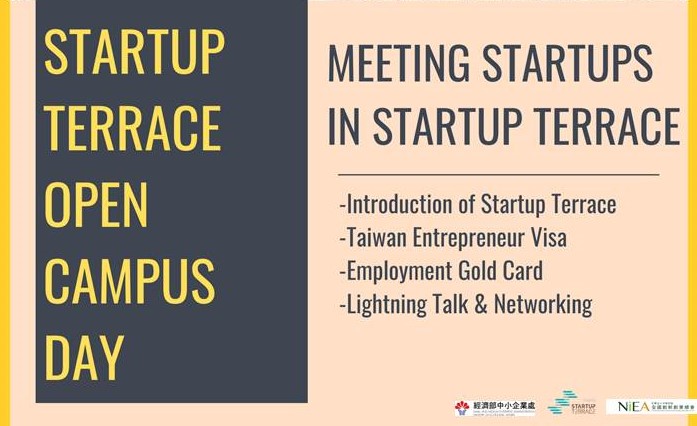 STARTUP
TERRACE
OPEN
CAMPUS
DAY
MEETING STARTUPS
IN STARTUP TERRACE
-Introduction of Startup Terrace
-Taiwan Entrepreneur Visa
-Employment Gold Card
-Lightning Talk & Networking
經濟部中小企業處
STARTUP
TERRACE
NiEA